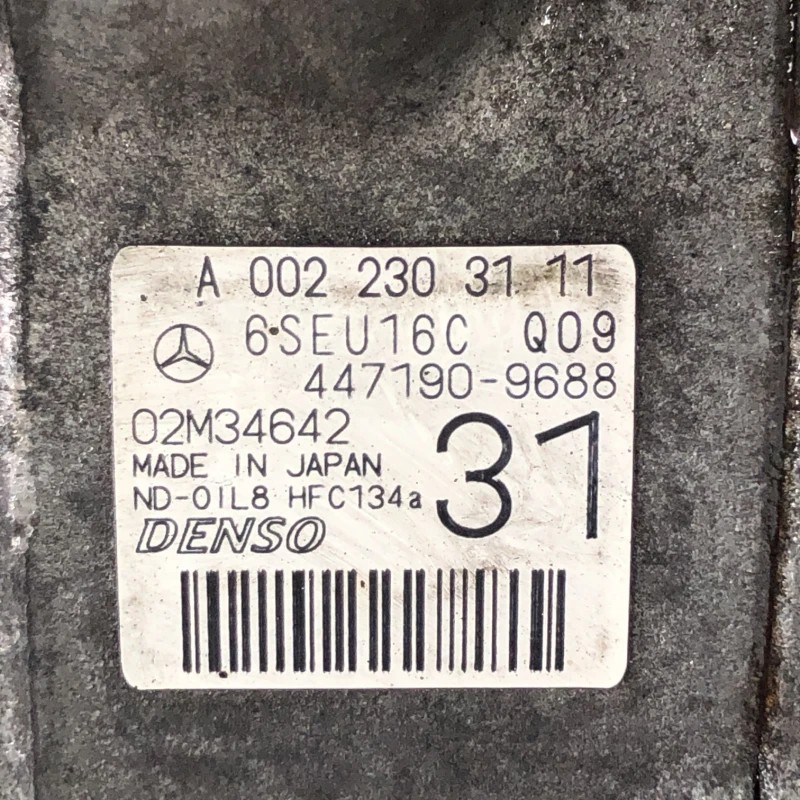 A 002 230 31 11
6SEU16C Q09
447190-9688
02M34642
31
MADE IN JAPAN
ND-OIL8 HFC134a
DENSO